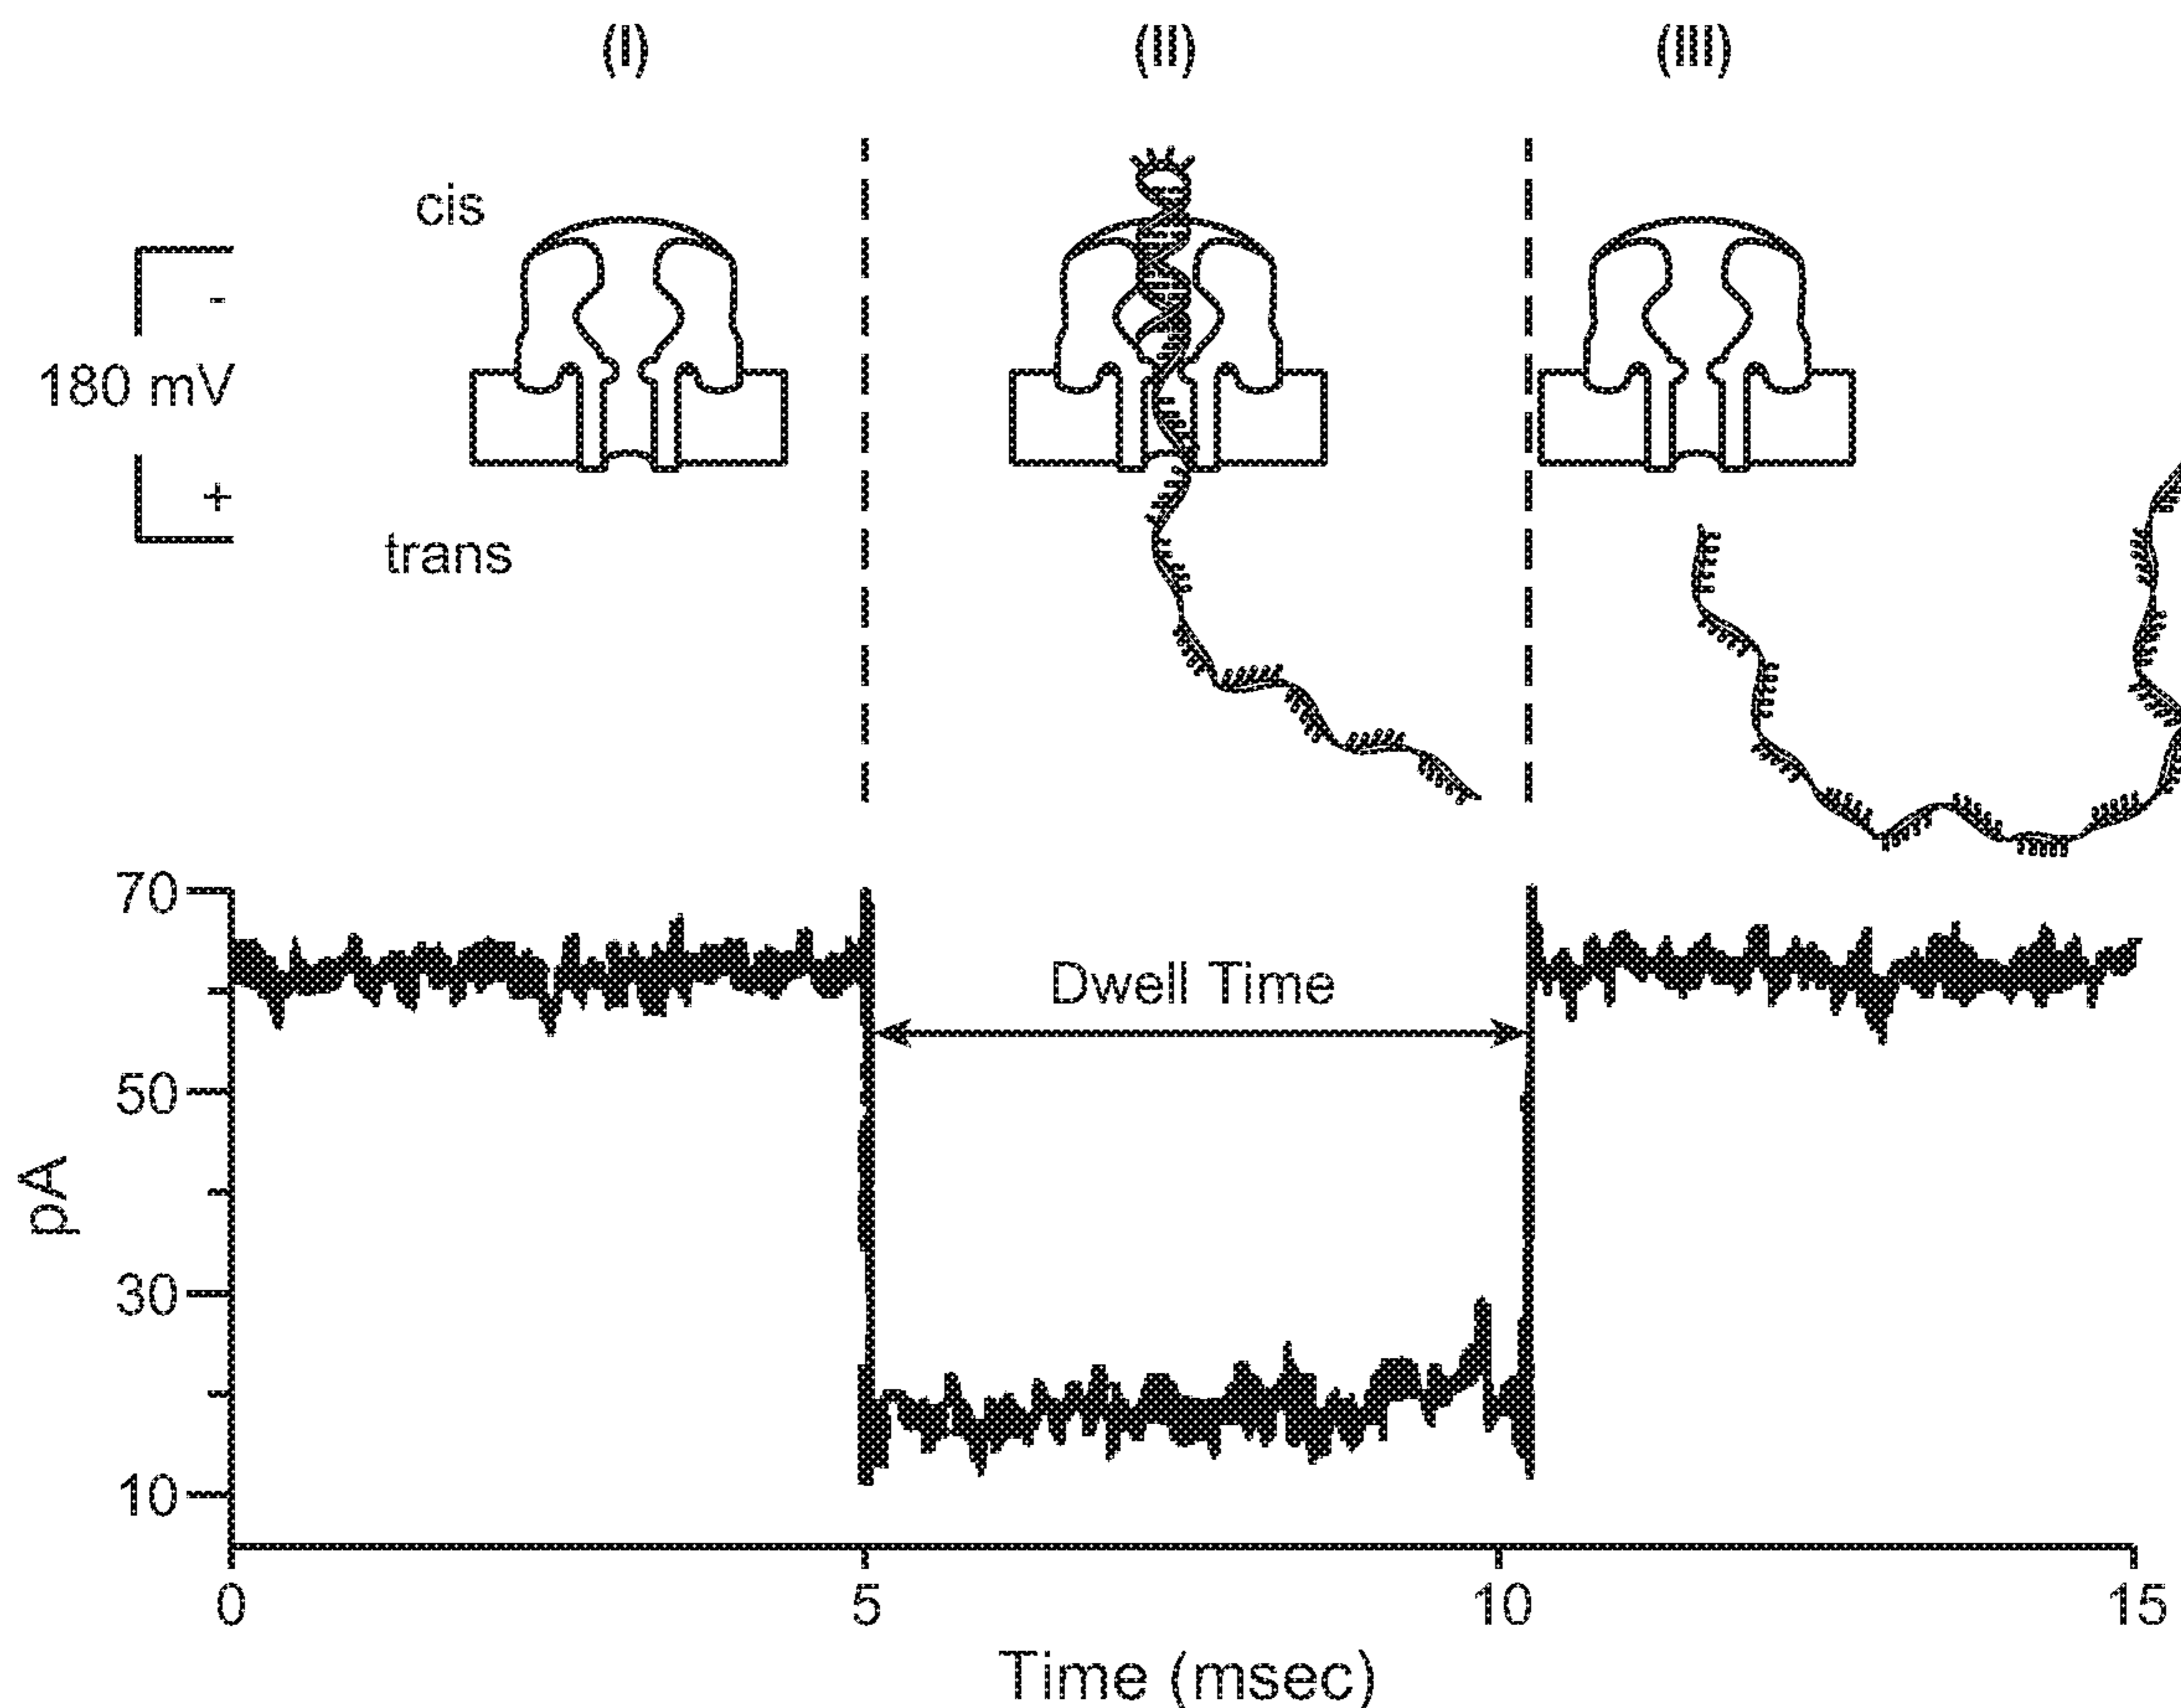 (I) (II) (III)
cis
-
180 mV
+
trans
70
Dwell Time
50
pA
30
10
0 5 10 15
Time (msec)